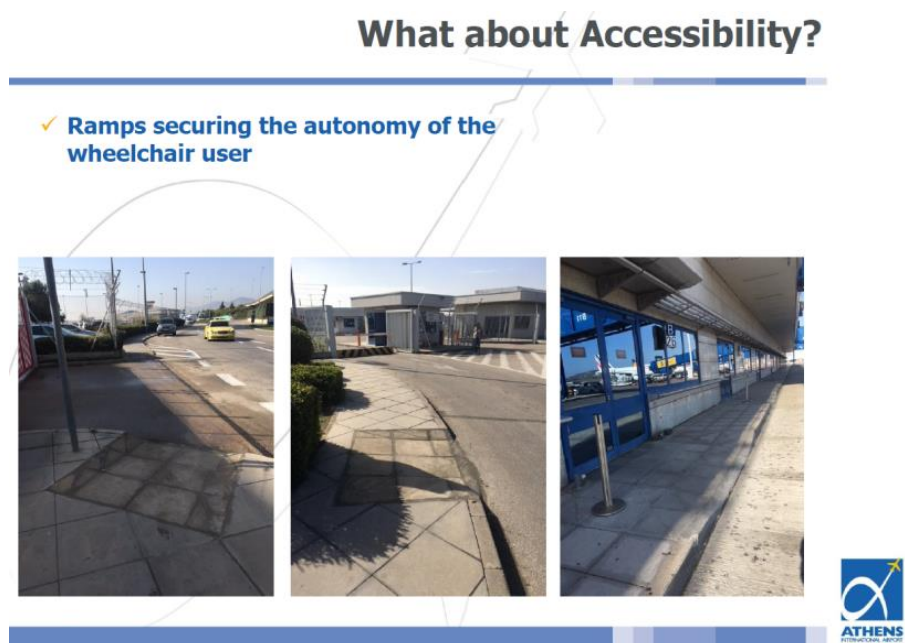 What about Accessibility?
✓ Ramps securing the autonomy of the
wheelchair user
ATHENS
INTERNATIONAL AIRPORT